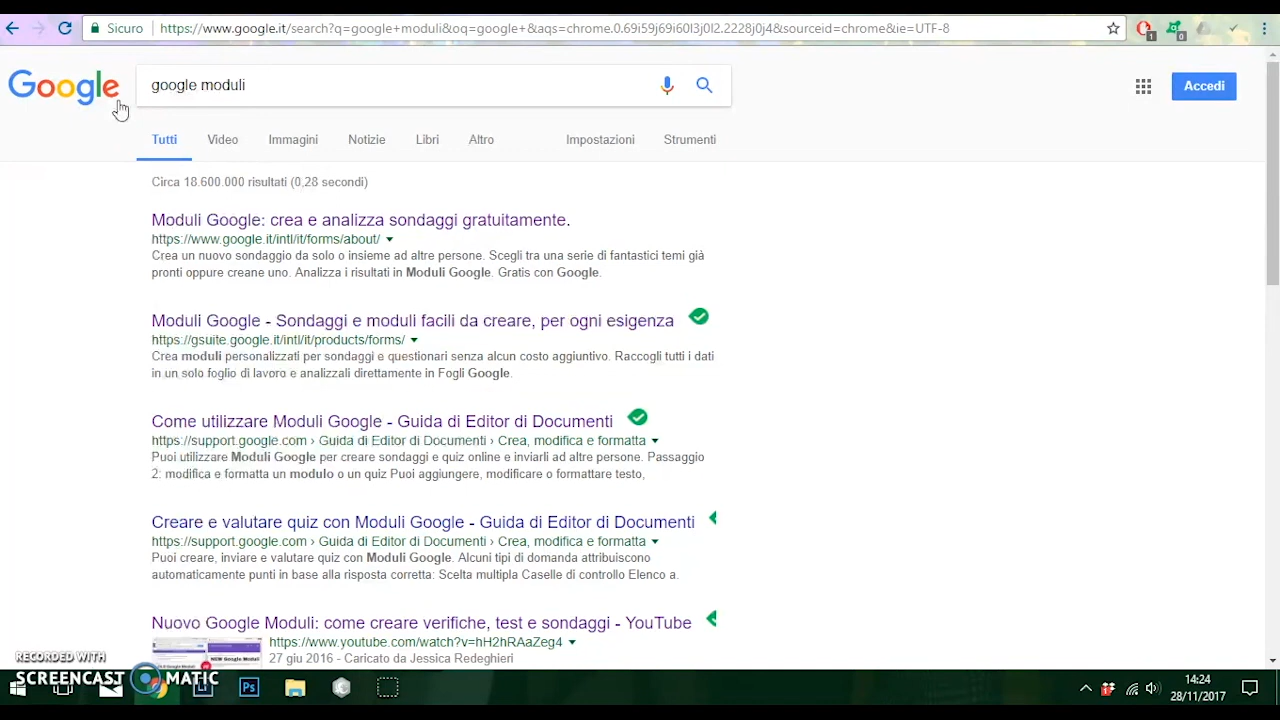 Sicuro https://www.google.it/search?q=google+moduli&oq=google+&aqs=chrome.0.69i59j69i60l3j0l2.2228j0j4&sourceid=chrome&ie=UTF-8
1 0
Google google moduli Accedi
Tutti Video Immagini Notizie Libri Altro Impostazioni Strumenti
Circa 18.600.000 risultati (0,28 secondi)
Moduli Google: crea e analizza sondaggi gratuitamente.
https://www.google.it/intl/it/forms/about/
Crea un nuovo sondaggio da solo o insieme ad altre persone. Scegli tra una serie di fantastici temi già
pronti oppure creane uno. Analizza i risultati in Moduli Google. Gratis con Google.
Moduli Google - Sondaggi e moduli facili da creare, per ogni esigenza
https://gsuite.google.it/intl/it/products/forms/
Crea moduli personalizzati per sondaggi e questionari senza alcun costo aggiuntivo. Raccogli tutti i dati
in un solo foglio di lavoro e analizzali direttamente in Fogli Google.
Come utilizzare Moduli Google - Guida di Editor di Documenti
https://support.google.com › Guida di Editor di Documenti › Crea, modifica e formatta
Puoi utilizzare Moduli Google per creare sondaggi e quiz online e inviarli ad altre persone. Passaggio
2: modifica e formatta un modulo o un quiz Puoi aggiungere, modificare o formattare testo,
Creare e valutare quiz con Moduli Google - Guida di Editor di Documenti
https://support.google.com › Guida di Editor di Documenti › Crea, modifica e formatta
Puoi creare, inviare e valutare quiz con Moduli Google. Alcuni tipi di domanda attribuiscono
automaticamente punti in base alla risposta corretta: Scelta multipla Caselle di controllo Elenco a.
Nuovo Google Moduli: come creare verifiche, test e sondaggi - YouTube
https://www.youtube.com/watch?v=hH2hRAaZeg4
27 giu 2016 - Caricato da Jessica Redeghieri
RECORDED WITH
SCREENCAST MATIC
Ps
14:24
28/11/2017